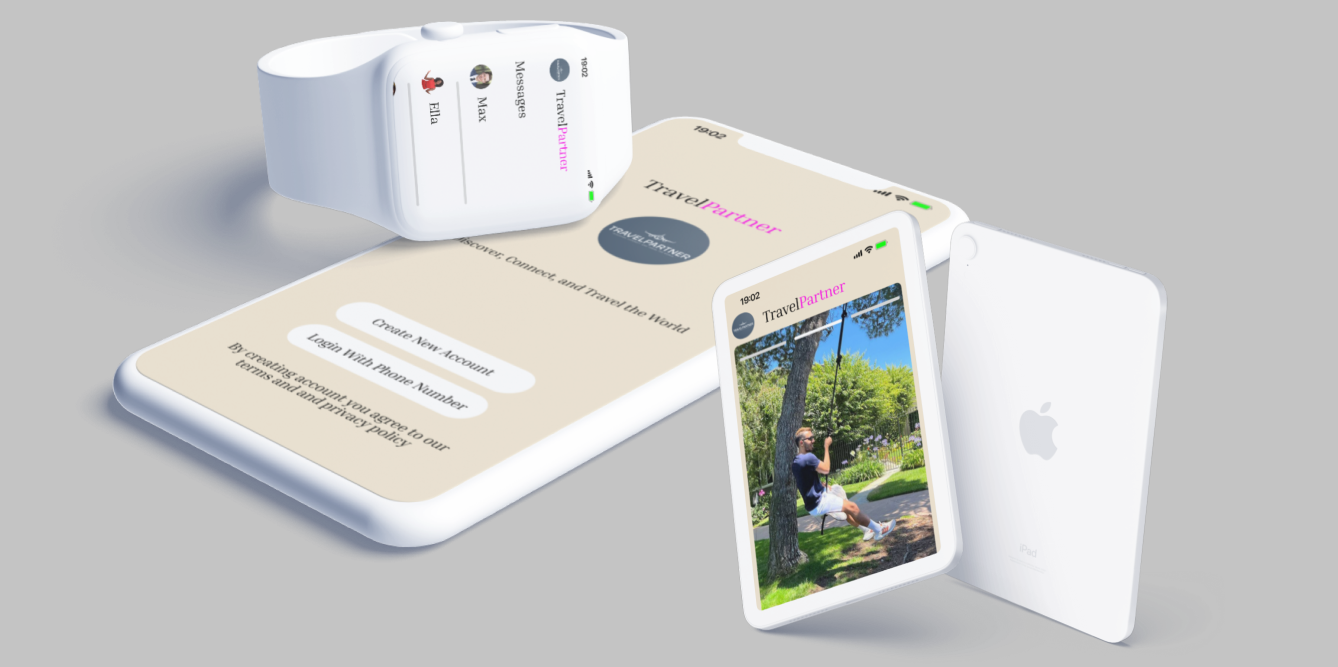 19:02
TravelPartner
Messages
Max
Ella
19:02
TravelPartner
TRAVELPARTNER
Discover, Connect, and Travel the World
Create New Account
Login With Phone Number
By creating account you agree to our
terms and and privacy policy
19:02
TravelPartner
iPad